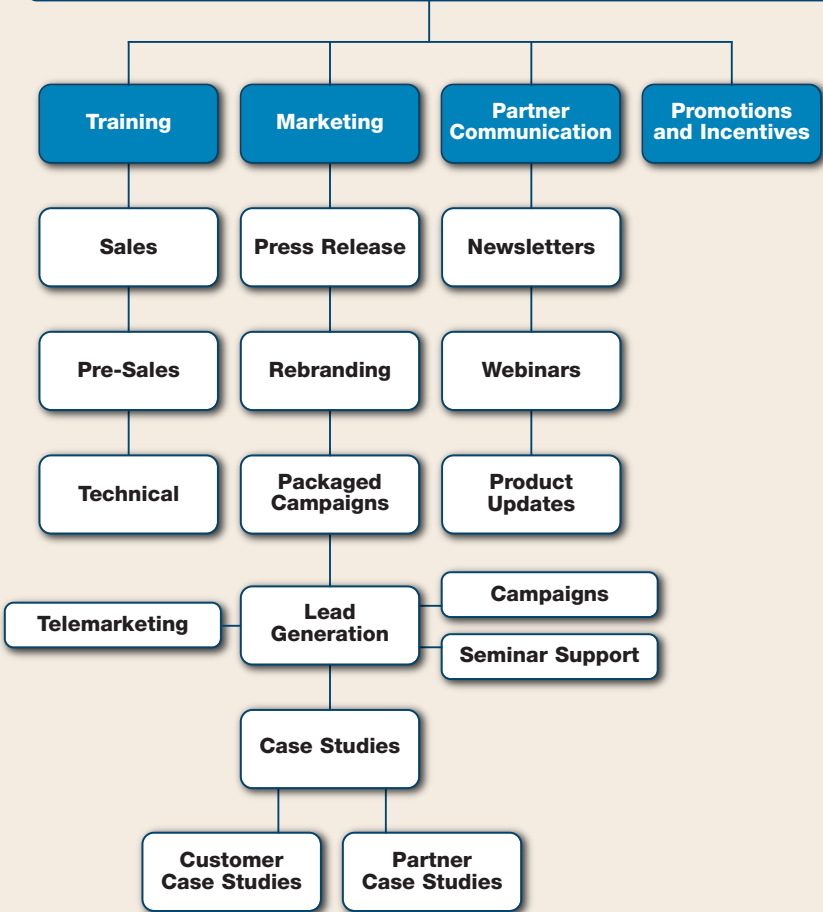 Training
Marketing
Partner
Communication
Promotions
and Incentives
Sales
Press Release
Newsletters
Pre-Sales
Rebranding
Webinars
Technical
Packaged
Campaigns
Product
Updates
Telemarketing
Lead
Generation
Campaigns
Seminar Support
Case Studies
Customer
Case Studies
Partner
Case Studies